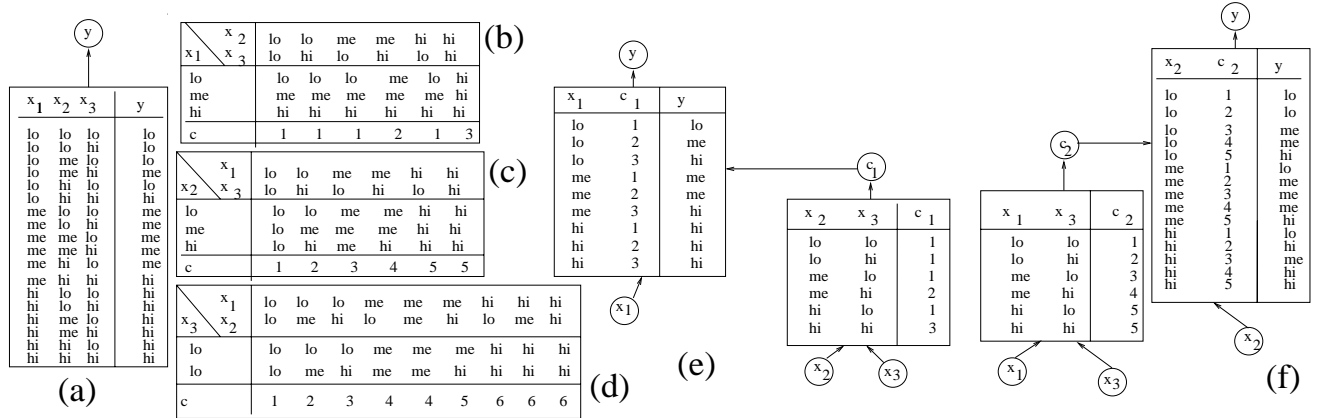 y
x1 x2 x3 y
lo lo lo lo
lo lo hi lo
lo me lo lo
lo me hi me
lo hi lo lo
lo hi hi hi
me lo lo me
me lo hi me
me me lo me
me me hi me
me hi lo me
me hi hi hi
hi lo lo hi
hi lo hi hi
hi me lo hi
hi me hi hi
hi hi lo hi
hi hi hi hi
(a)
x2 lo lo me me hi hi
x1 x3 lo hi lo hi lo hi
lo lo lo lo me lo hi
me me me me me me hi
hi hi hi hi hi hi hi
c 1 1 1 2 1 3
(b)
x1 lo lo me me hi hi
x2 x3 lo hi lo hi lo hi
lo lo lo me me hi hi
me lo me me me hi hi
hi lo hi me hi hi hi
c 1 2 3 4 5 5
(c)
x1 lo lo lo me me me hi hi hi
x3 x2 lo me hi lo me hi lo me hi
lo lo lo lo me me me hi hi hi
lo lo me hi me me me hi hi hi
c 1 2 3 4 4 5 6 6 6
(d)
y
x1 c1 y
lo 1 lo
lo 2 me
lo 3 hi
me 1 me
me 2 me
me 3 hi
hi 1 hi
hi 2 hi
hi 3 hi
x1
c1
x2 x3 c1
lo lo 1
lo hi 1
me lo 1
me hi 2
hi lo 1
hi hi 3
x2 x3
(e)
y
x2 c2 y
lo 1 lo
lo 2 lo
lo 3 me
lo 4 me
lo 5 hi
me 1 lo
me 2 me
me 3 me
me 4 me
me 5 hi
hi 1 lo
hi 2 hi
hi 3 me
hi 4 hi
hi 5 hi
x2
c2
x1 x3 c2
lo lo 1
lo hi 2
me lo 3
me hi 4
hi lo 5
hi hi 5
x1 x3
(f)